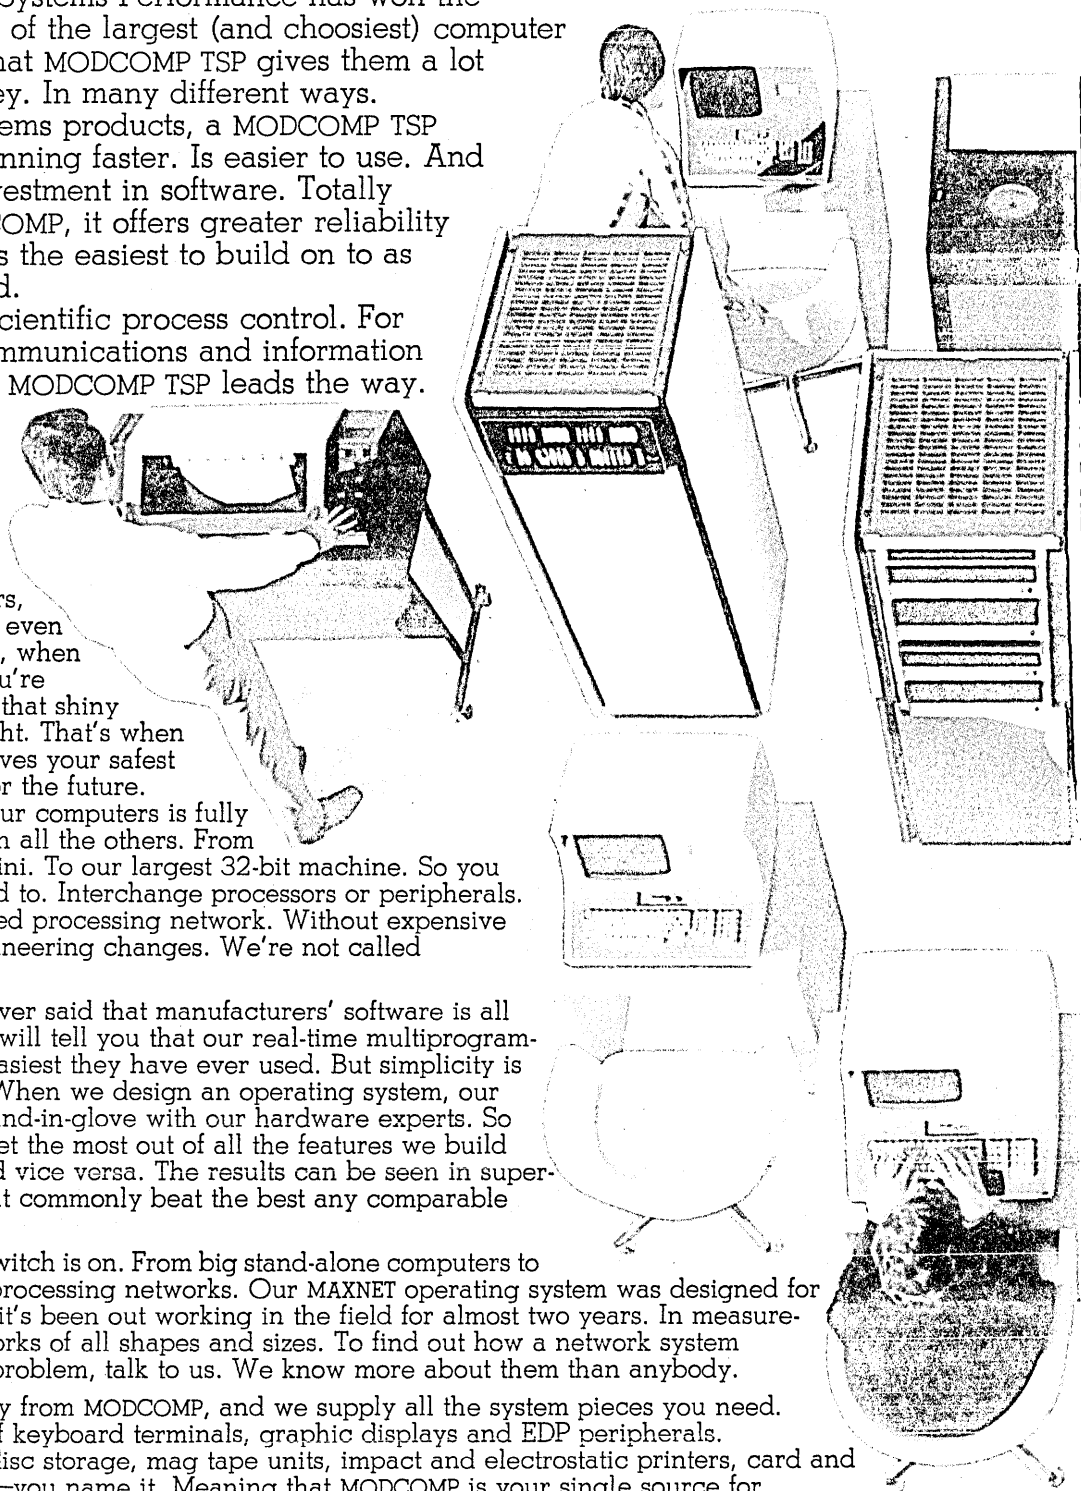 Systems Performance has won the
of the largest (and choosiest) computer
hat MODCOMP TSP gives them a lot
ey. In many different ways.
ems products, a MODCOMP TSP
nning faster. Is easier to use. And
vestment in software. Totally
COMP, it offers greater reliability
s the easiest to build on to as
d.
cientific process control. For
mmunications and information
MODCOMP TSP leads the way.
rs,
even
, when
u're
that shiny
ht. That's when
ves your safest
r the future.
ur computers is fully
h all the others. From
ini. To our largest 32-bit machine. So you
d to. Interchange processors or peripherals.
ed processing network. Without expensive
neering changes. We're not called
ver said that manufacturers' software is all
will tell you that our real-time multiprogram-
asiest they have ever used. But simplicity is
When we design an operating system, our
and-in-glove with our hardware experts. So
et the most out of all the features we build
d vice versa. The results can be seen in super-
t commonly beat the best any comparable
witch is on. From big stand-alone computers to
processing networks. Our MAXNET operating system was designed for
it's been out working in the field for almost two years. In measure-
orks of all shapes and sizes. To find out how a network system
problem, talk to us. We know more about them than anybody.
y from MODCOMP, and we supply all the system pieces you need.
f keyboard terminals, graphic displays and EDP peripherals.
disc storage, mag tape units, impact and electrostatic printers, card and
—you name it. Meaning that MODCOMP is your single source for